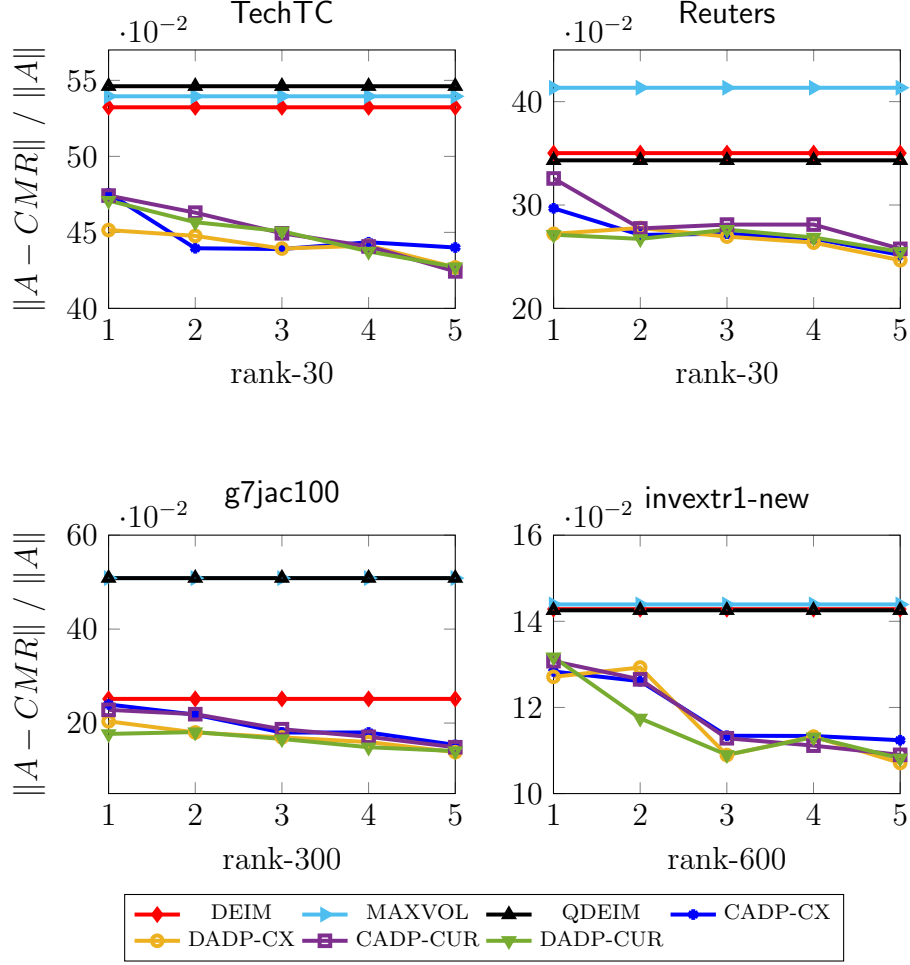 TechTC
Reuters
·10⁻²
·10⁻²
∥A − CMR∥ / ∥A∥
55
50
45
40
40
30
20
1 2 3 4 5
1 2 3 4 5
rank-30
rank-30
g7jac100
invextr1-new
·10⁻²
·10⁻²
∥A − CMR∥ / ∥A∥
60
40
20
16
14
12
10
1 2 3 4 5
1 2 3 4 5
rank-300
rank-600
DEIM MAXVOL QDEIM CADP-CX
DADP-CX CADP-CUR DADP-CUR